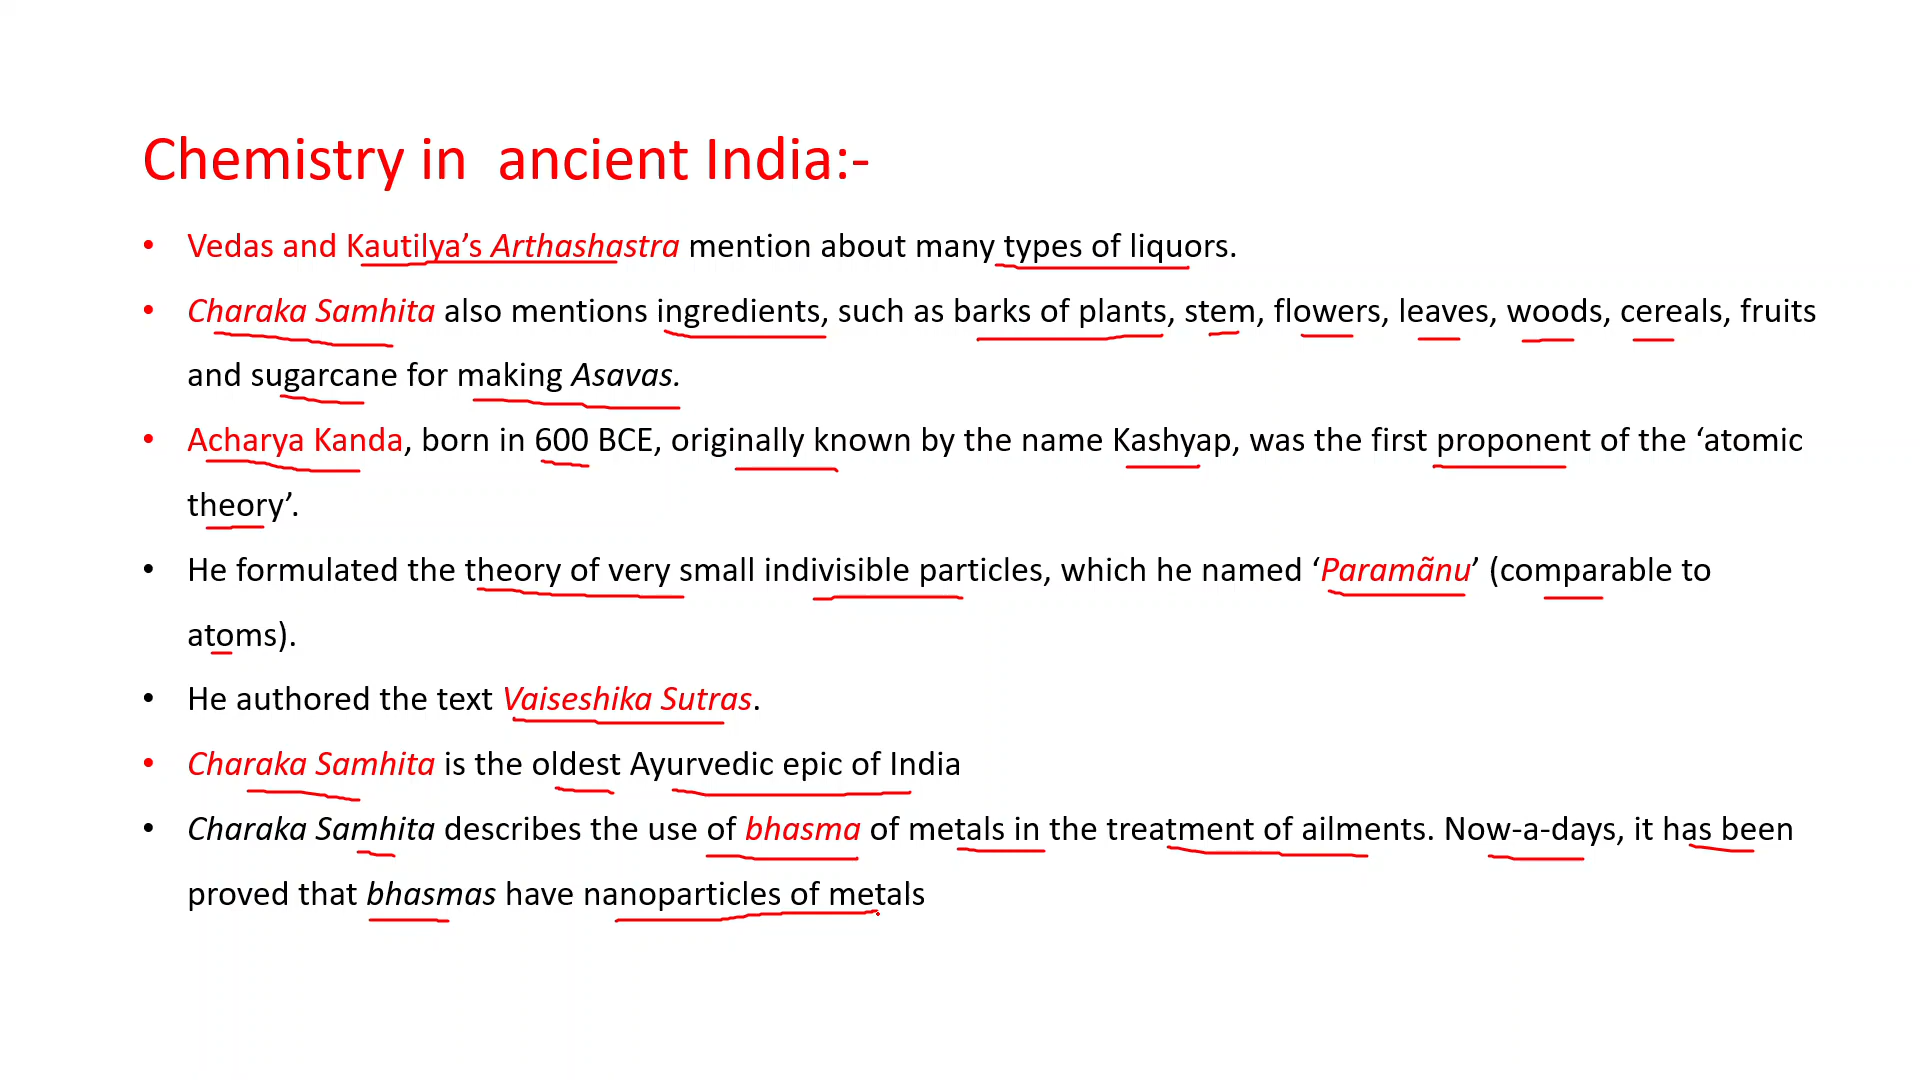 Chemistry in  ancient India:-
• Vedas and Kautilya’s Arthashastra mention about many types of liquors.
• Charaka Samhita also mentions ingredients, such as barks of plants, stem, flowers, leaves, woods, cereals, fruits
and sugarcane for making Asavas.
• Acharya Kanda, born in 600 BCE, originally known by the name Kashyap, was the first proponent of the ‘atomic
theory’.
• He formulated the theory of very small indivisible particles, which he named ‘Paramãnu’ (comparable to
atoms).
• He authored the text Vaiseshika Sutras.
• Charaka Samhita is the oldest Ayurvedic epic of India
• Charaka Samhita describes the use of bhasma of metals in the treatment of ailments. Now-a-days, it has been
proved that bhasmas have nanoparticles of metals